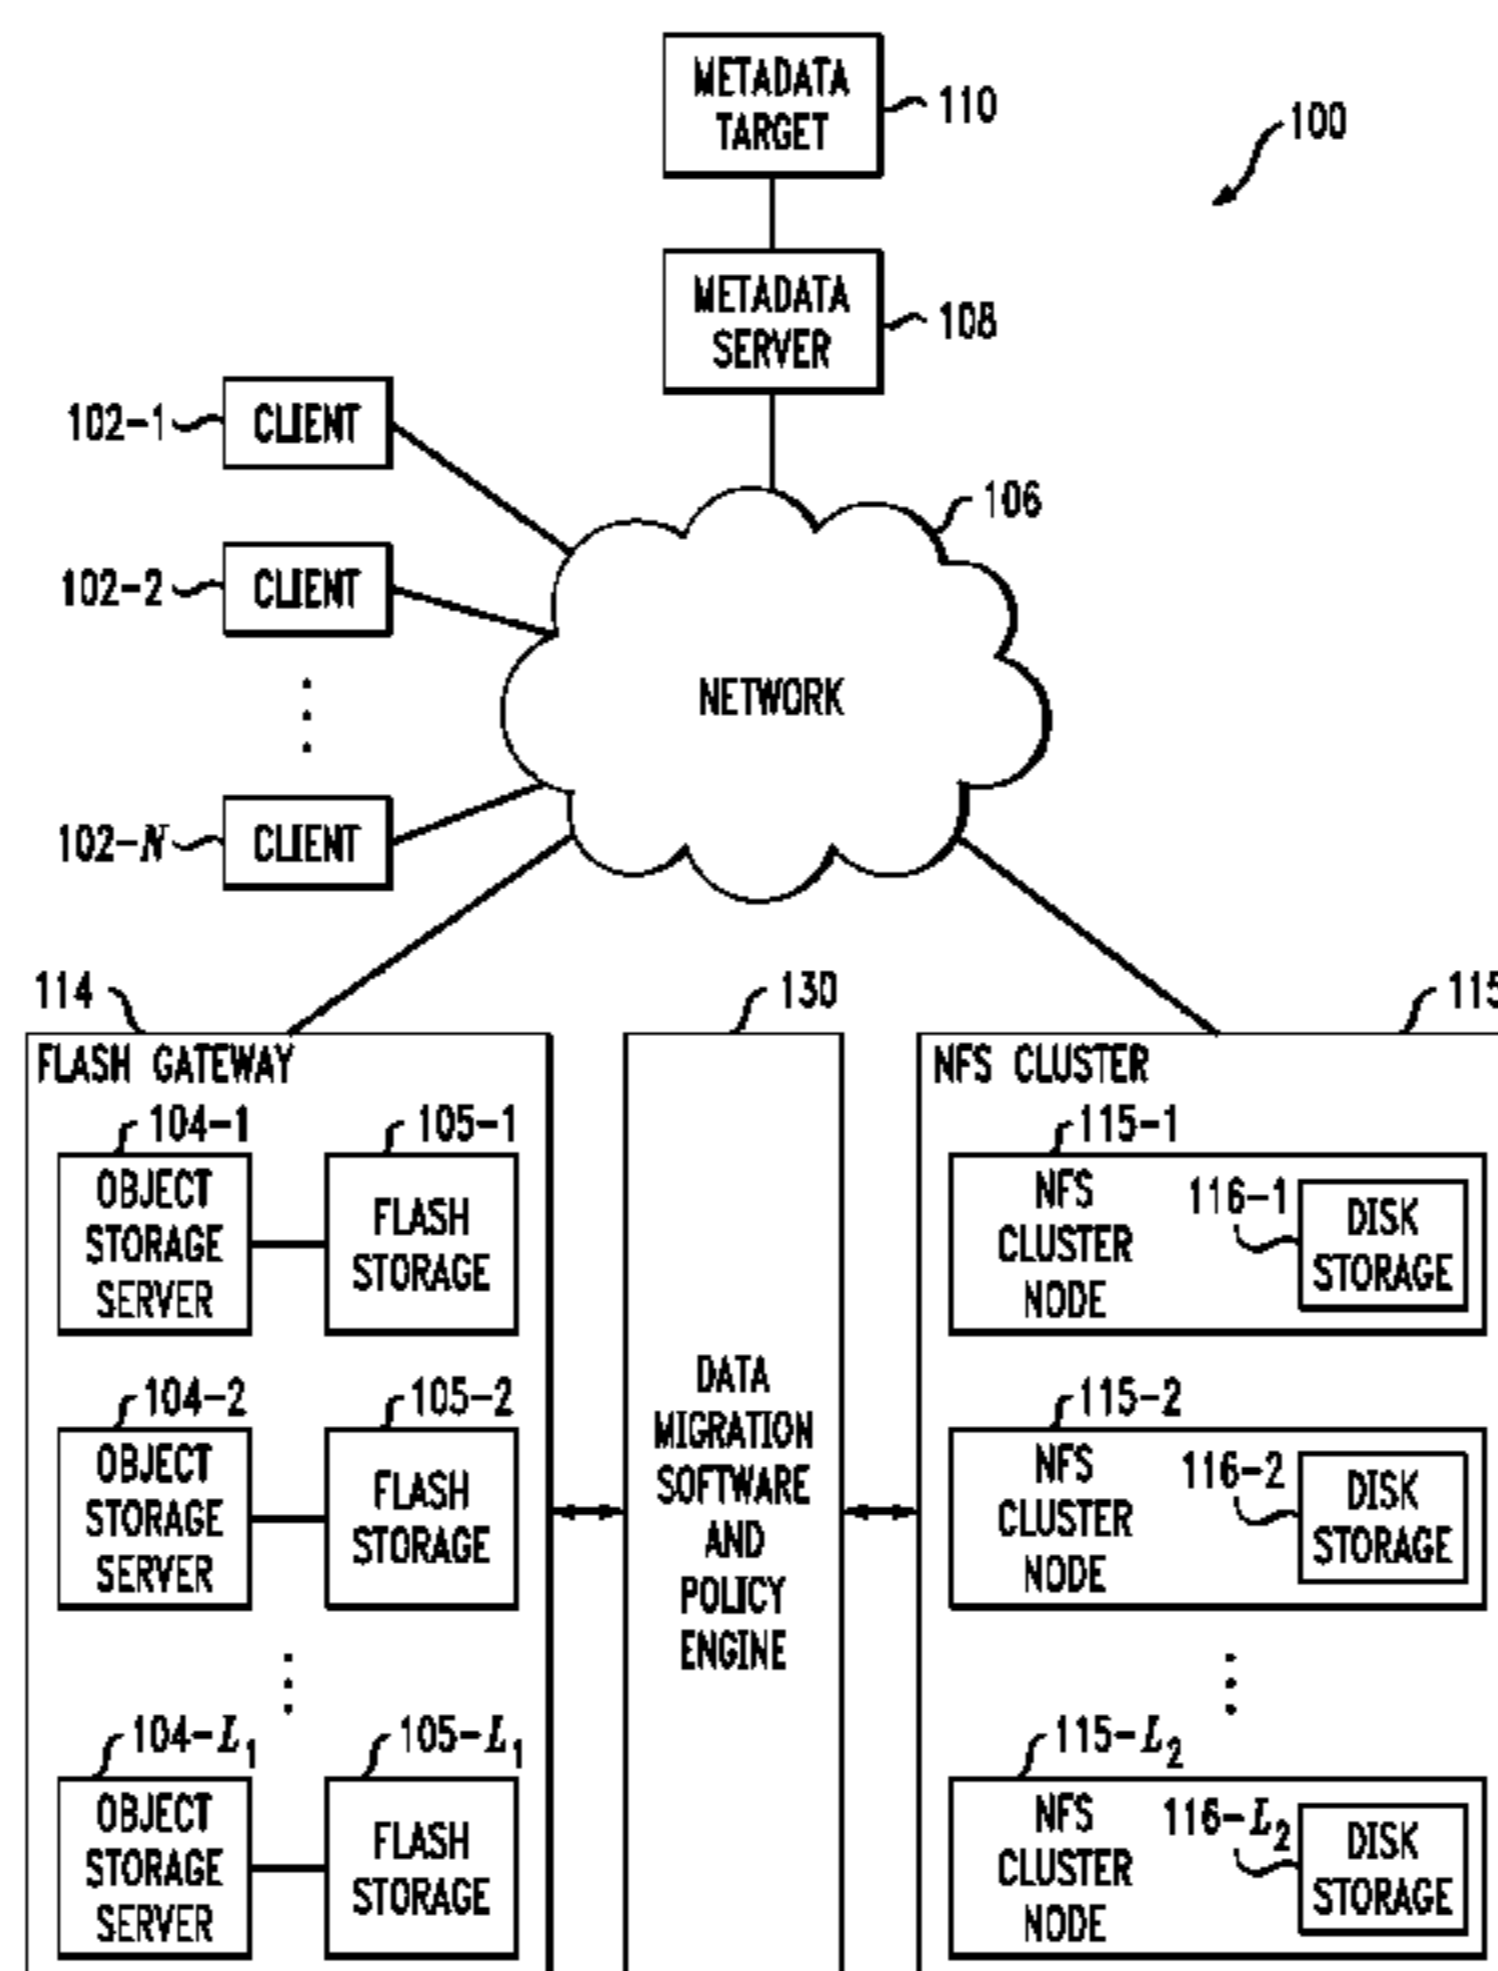 METADATA
TARGET
110
100
METADATA
SERVER
108
102-1
CLIENT
106
102-2
CLIENT
NETWORK
102-N
CLIENT
114
130
115
FLASH GATEWAY
NFS CLUSTER
104-1
105-1
115-1
OBJECT
STORAGE
SERVER
FLASH
STORAGE
NFS
CLUSTER
NODE
116-1
DISK
STORAGE
104-2
105-2
115-2
OBJECT
STORAGE
SERVER
FLASH
STORAGE
DATA
MIGRATION
SOFTWARE
AND
POLICY
ENGINE
NFS
CLUSTER
NODE
116-2
DISK
STORAGE
104-L1
105-L1
115-L2
OBJECT
STORAGE
SERVER
FLASH
STORAGE
NFS
CLUSTER
NODE
116-L2
DISK
STORAGE